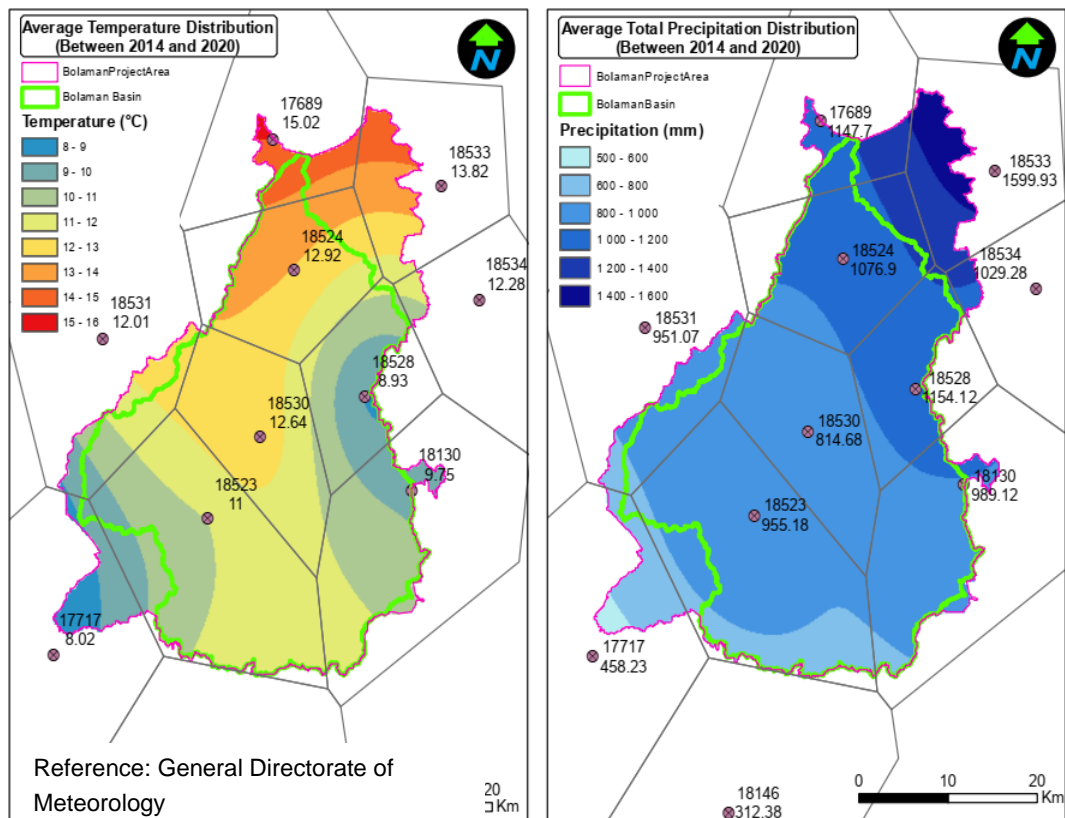 Average Temperature Distribution
(Between 2014 and 2020)
N
BolamanProjectArea
Bolaman Basin
Temperature (°C)
8 - 9
9 - 10
10 - 11
11 - 12
12 - 13
13 - 14
14 - 15
15 - 16
17689
15.02
18533
13.82
18524
12.92
18534
12.28
18531
12.01
18528
8.93
18530
12.64
18130
9.75
18523
11
17717
8.02
Reference: General Directorate of
Meteorology
20
Km
Average Total Precipitation Distribution
(Between 2014 and 2020)
N
BolamanProjectArea
BolamanBasin
Precipitation (mm)
500 - 600
600 - 800
800 - 1 000
1 000 - 1 200
1 200 - 1 400
1 400 - 1 600
17689
1147.7
18533
1599.93
18524
1076.9
18534
1029.28
18531
951.07
18528
1154.12
18530
814.68
18130
989.12
18523
955.18
17717
458.23
18146
312.38
0 10 20
Km